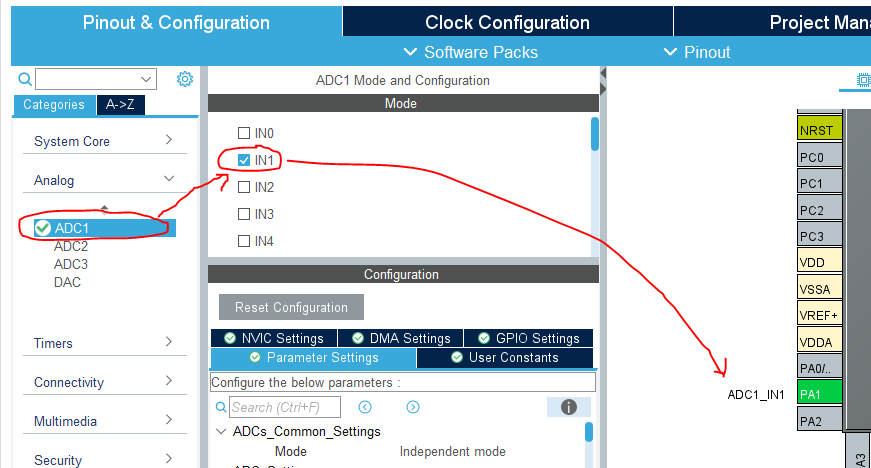 Pinout & Configuration
Clock Configuration
Project Man
Software Packs
Pinout
Categories
A->Z
System Core
Analog
ADC1
ADC2
ADC3
DAC
Timers
Connectivity
Multimedia
Security
ADC1 Mode and Configuration
Mode
IN0
IN1
IN2
IN3
IN4
Configuration
Reset Configuration
NVIC Settings
DMA Settings
GPIO Settings
Parameter Settings
User Constants
Configure the below parameters :
Search (Ctrl+F)
ADCs_Common_Settings
Mode Independent mode
NRST
PC0
PC1
PC2
PC3
VDD
VSSA
VREF+
VDDA
PA0/..
ADC1_IN1
PA1
PA2
A3